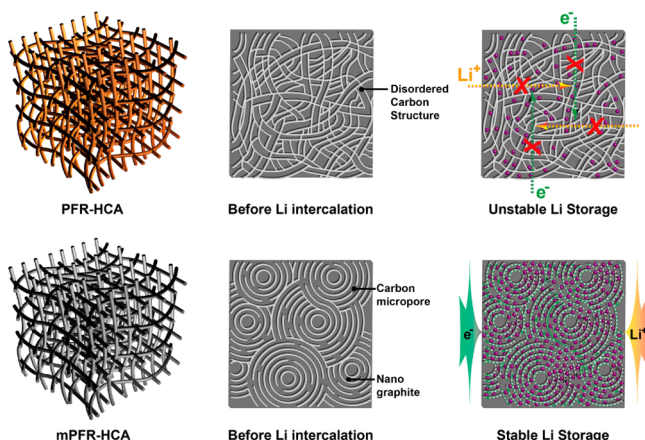 e-
Li+
Disordered
Carbon
Structure
e-
PFR-HCA
Before Li intercalation
Unstable Li Storage
Carbon
micropore
e-
Li+
Nano
graphite
mPFR-HCA
Before Li intercalation
Stable Li Storage